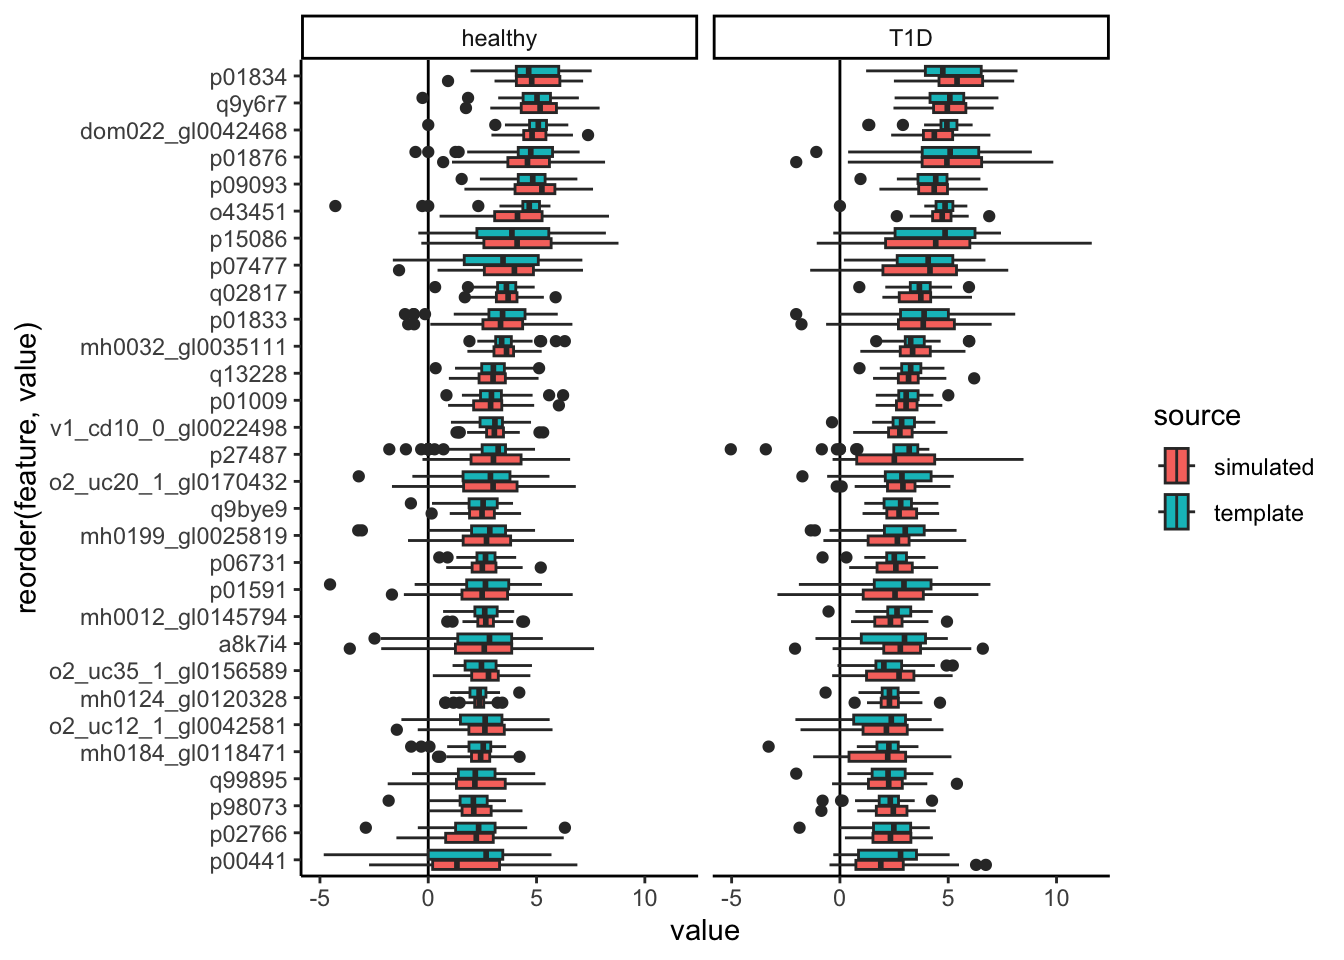 healthy
T1D
p01834
q9y6r7
dom022_gl0042468
p01876
p09093
o43451
p15086
p07477
q02817
p01833
mh0032_gl0035111
q13228
p01009
v1_cd10_0_gl0022498
p27487
o2_uc20_1_gl0170432
q9bye9
mh0199_gl0025819
p06731
p01591
mh0012_gl0145794
a8k7i4
o2_uc35_1_gl0156589
mh0124_gl0120328
o2_uc12_1_gl0042581
mh0184_gl0118471
q99895
p98073
p02766
p00441
reorder(feature, value)
-5 0 5 10
-5 0 5 10
value
source
simulated
template